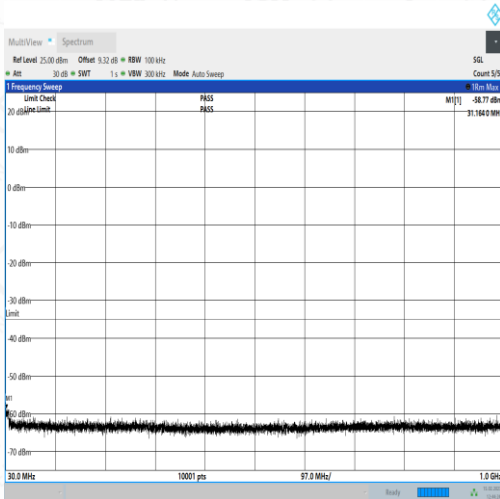 MultiView Spectrum
Ref Level 25.00 dBm Offset 9.32 dB RBW 100 kHz SGL
Att 30 dB SWT 1 s VBW 300 kHz Mode Auto Sweep Count 5/5
1 Frequency Sweep 1Rm Max
Limit Check PASS M1[1] -58.77 dBm
Line Limit PASS 31.1640 MH
20 dBm
10 dBm
0 dBm
-10 dBm
-20 dBm
-30 dBm
Limit
-40 dBm
-50 dBm
M1
-60 dBm
-70 dBm
30.0 MHz 10001 pts 97.0 MHz/ 1.0 GHz
Ready